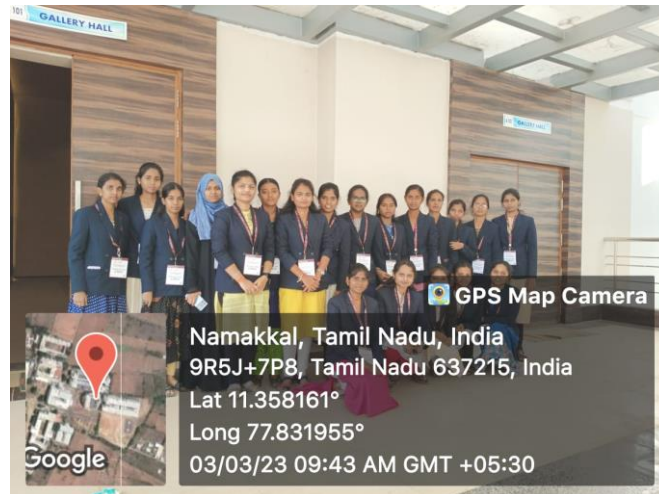 101 GALLERY HALL
GALLERY HALL
GPS Map Camera
Namakkal, Tamil Nadu, India
9R5J+7P8, Tamil Nadu 637215, India
Lat 11.358161°
Long 77.831955°
03/03/23 09:43 AM GMT +05:30
Google